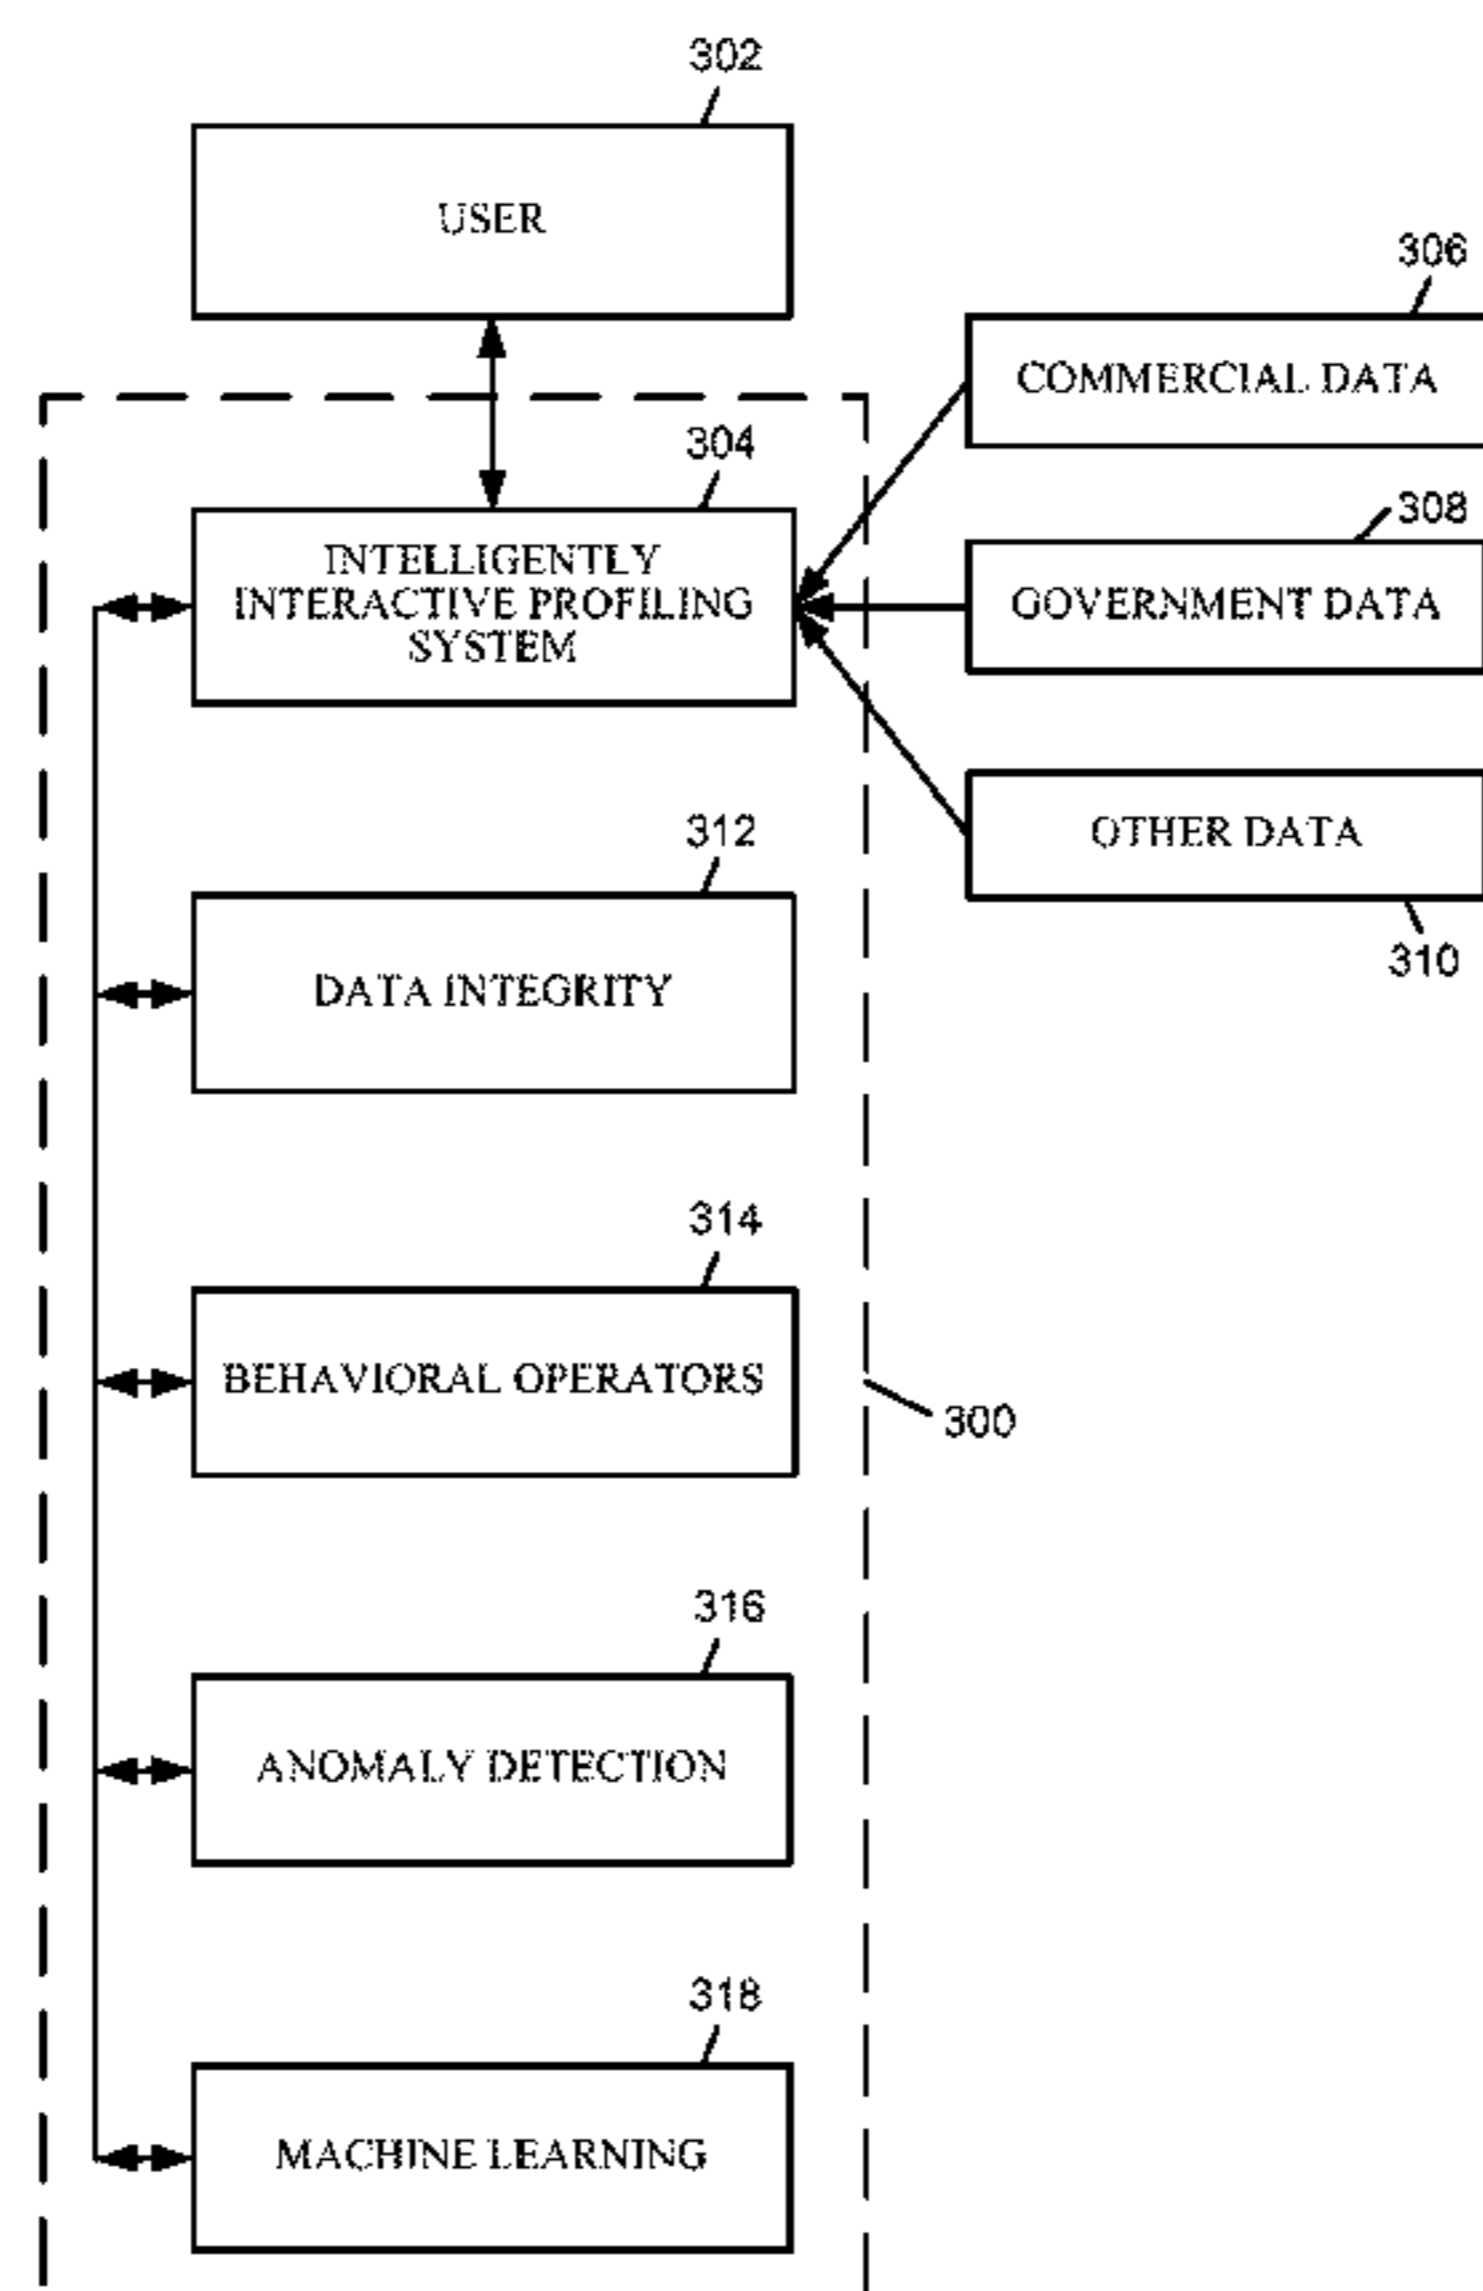 302
USER
306
COMMERCIAL DATA
304
INTELLIGENTLY
INTERACTIVE PROFILING
SYSTEM
308
GOVERNMENT DATA
312
DATA INTEGRITY
OTHER DATA
310
314
BEHAVIORAL OPERATORS
300
316
ANOMALY DETECTION
318
MACHINE LEARNING